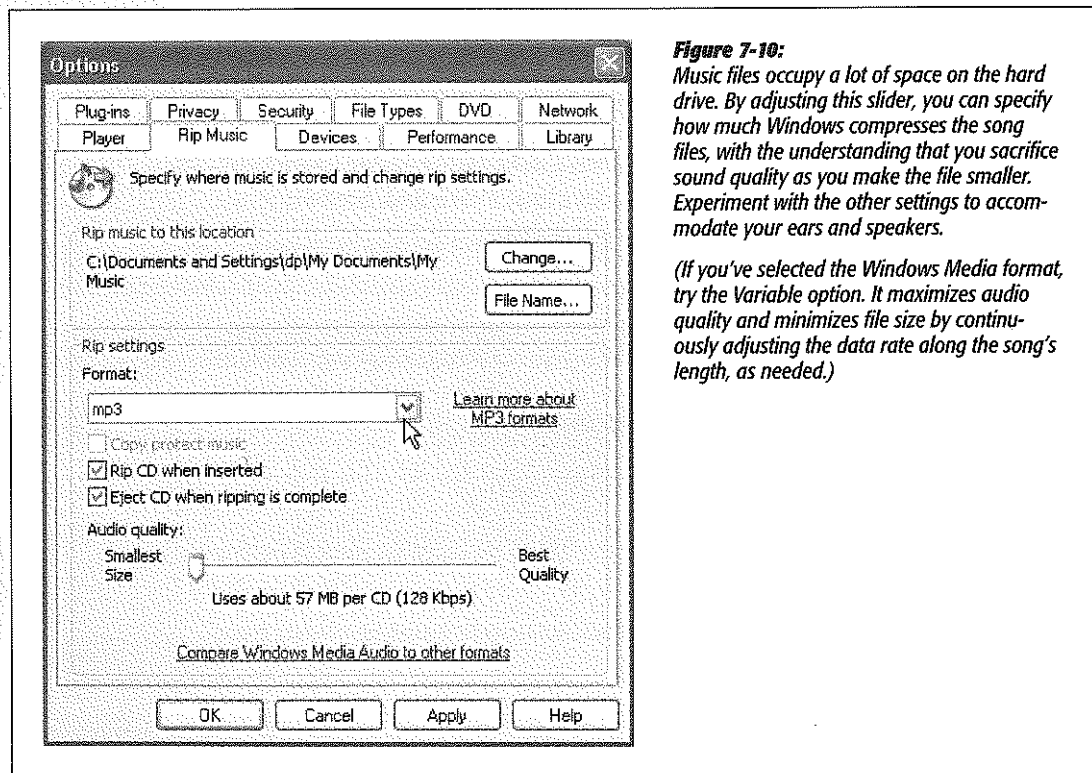 Options
Plug-ins Privacy Security File Types DVD Network
Player Rip Music Devices Performance Library
Specify where music is stored and change rip settings.
Rip music to this location
C:\Documents and Settings\dp\My Documents\My
Music
Change...
File Name...
Rip settings
Format:
mp3
Learn more about
MP3 formats
Copy protect music
Rip CD when inserted
Eject CD when ripping is complete
Audio quality:
Smallest
Size
Best
Quality
Uses about 57 MB per CD (128 Kbps)
Compare Windows Media Audio to other formats
OK Cancel Apply Help
Figure 7-10:
Music files occupy a lot of space on the hard
drive. By adjusting this slider, you can specify
how much Windows compresses the song
files, with the understanding that you sacrifice
sound quality as you make the file smaller.
Experiment with the other settings to accom-
modate your ears and speakers.
(If you've selected the Windows Media format,
try the Variable option. It maximizes audio
quality and minimizes file size by continu-
ously adjusting the data rate along the song's
length, as needed.)